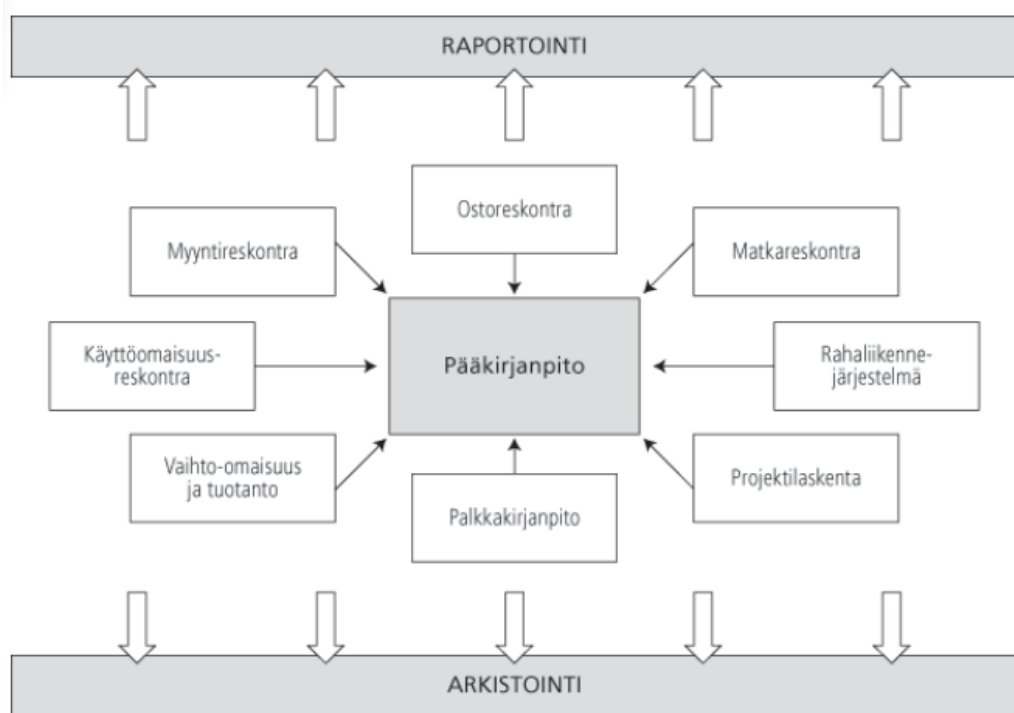 RAPORTOINTI
Ostoreskontra
Myyntireskontra
Matkareskontra
Käyttöomaisuus-
reskontra
Pääkirjanpito
Rahaliikenne-
järjestelmä
Vaihto-omaisuus
ja tuotanto
Palkkakirjanpito
Projektilaskenta
ARKISTOINTI